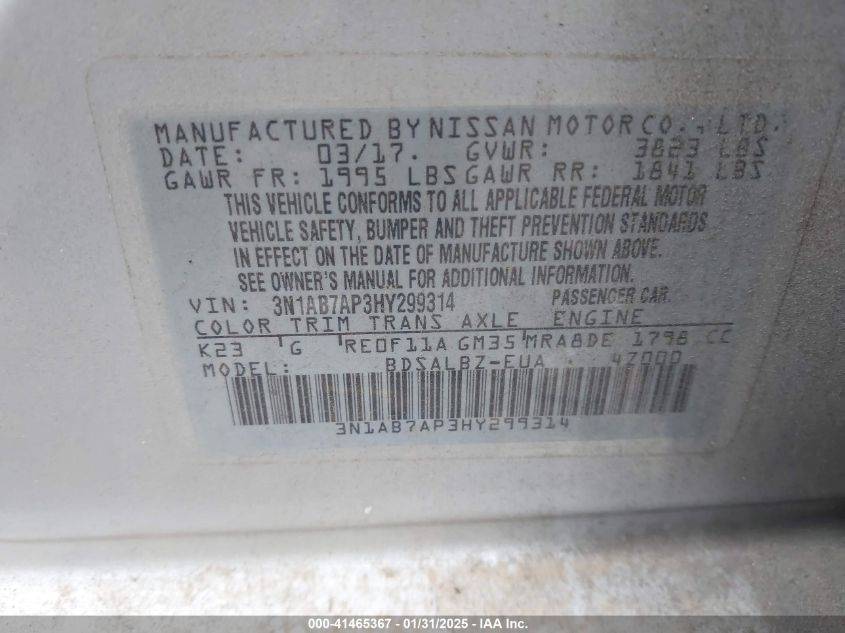 MANUFACTURED BY NISSAN MOTOR CO., LTD.
DATE: 03/17. GVWR: 3823 LBS
GAWR FR: 1995 LBS GAWR RR: 1841 LBS
THIS VEHICLE CONFORMS TO ALL APPLICABLE FEDERAL MOTOR
VEHICLE SAFETY, BUMPER AND THEFT PREVENTION STANDARDS
IN EFFECT ON THE DATE OF MANUFACTURE SHOWN ABOVE.
SEE OWNER'S MANUAL FOR ADDITIONAL INFORMATION.
VIN: 3N1AB7AP3HY299314 PASSENGER CAR.
COLOR TRIM TRANS AXLE ENGINE
K23 G RE0F11A GM35 MRA8DE 1798 CC
MODEL: BDSALBZ-EUA 47000
3N1AB7AP3HY299314
000-41465367 - 01/31/2025 - IAA Inc.